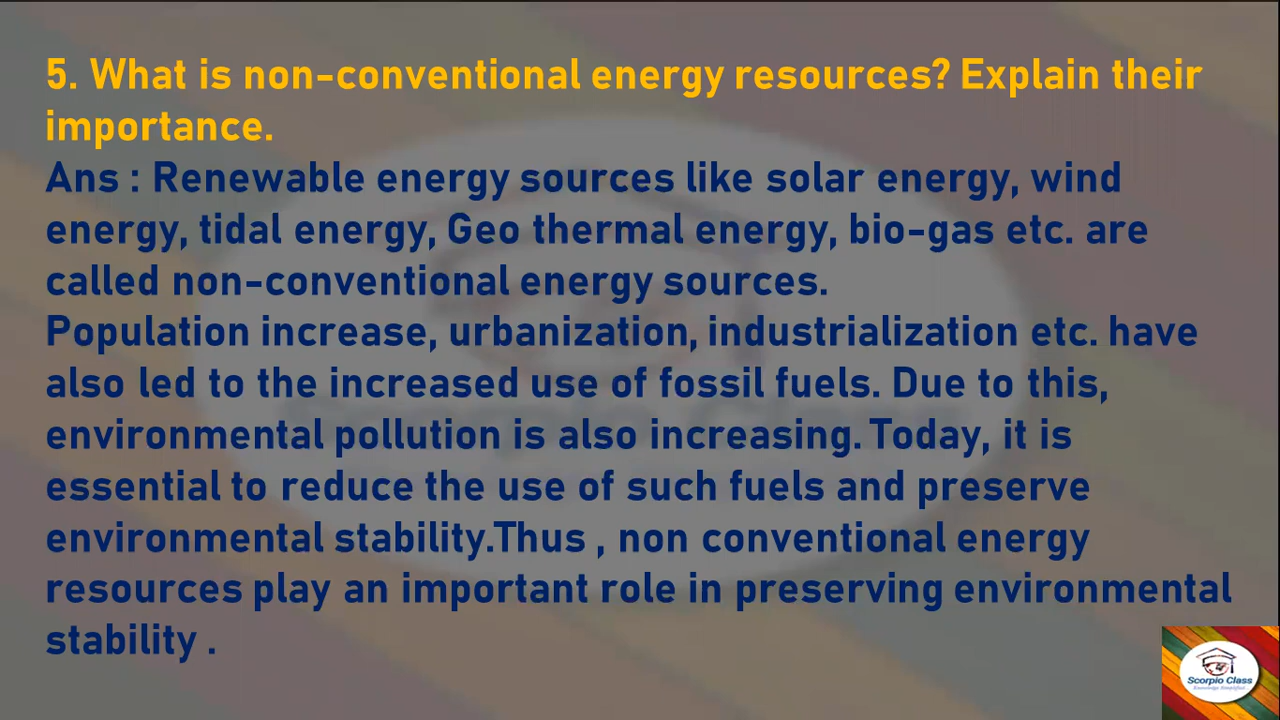 5. What is non-conventional energy resources? Explain their
importance.
Ans : Renewable energy sources like solar energy, wind
energy, tidal energy, Geo thermal energy, bio-gas etc. are
called non-conventional energy sources.
Population increase, urbanization, industrialization etc. have
also led to the increased use of fossil fuels. Due to this,
environmental pollution is also increasing. Today, it is
essential to reduce the use of such fuels and preserve
environmental stability.Thus , non conventional energy
resources play an important role in preserving environmental
stability .
Scorpio Class
Knowledge Simplified